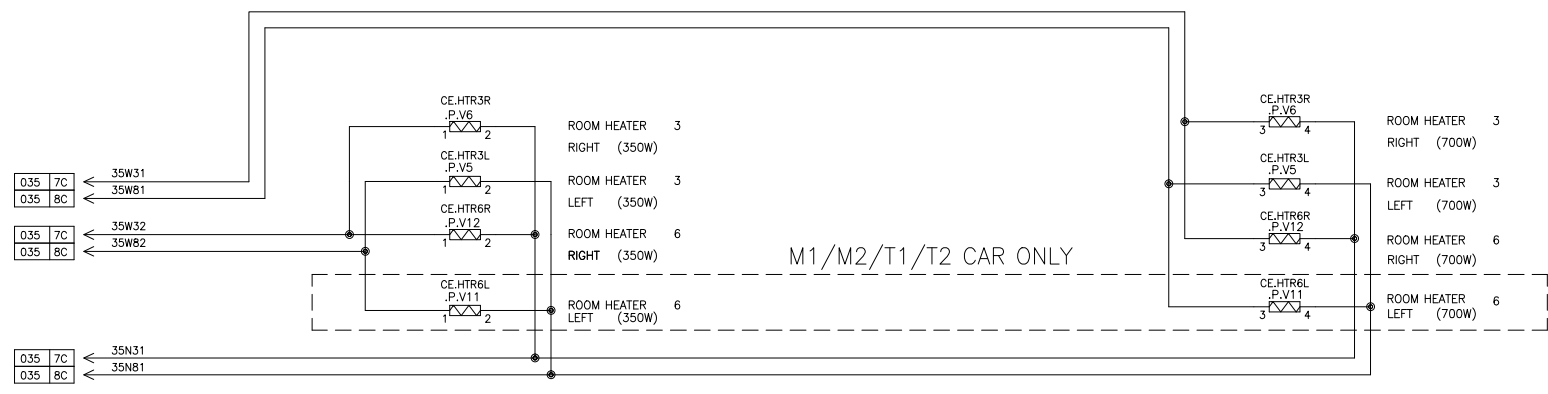 CE.HTR3R
.P.V6
1 2
ROOM HEATER 3
RIGHT (350W)
CE.HTR3L
.P.V5
1 2
ROOM HEATER 3
LEFT (350W)
CE.HTR6R
.P.V12
1 2
ROOM HEATER 6
RIGHT (350W)
CE.HTR6L
.P.V11
1 2
ROOM HEATER 6
LEFT (350W)
M1/M2/T1/T2 CAR ONLY
CE.HTR3R
.P.V6
3 4
ROOM HEATER 3
RIGHT (700W)
CE.HTR3L
.P.V5
3 4
ROOM HEATER 3
LEFT (700W)
CE.HTR6R
.P.V12
3 4
ROOM HEATER 6
RIGHT (700W)
CE.HTR6L
.P.V11
3 4
ROOM HEATER 6
LEFT (700W)
035 7C 35W31
035 8C 35W81
035 7C 35W32
035 8C 35W82
035 7C 35N31
035 8C 35N81